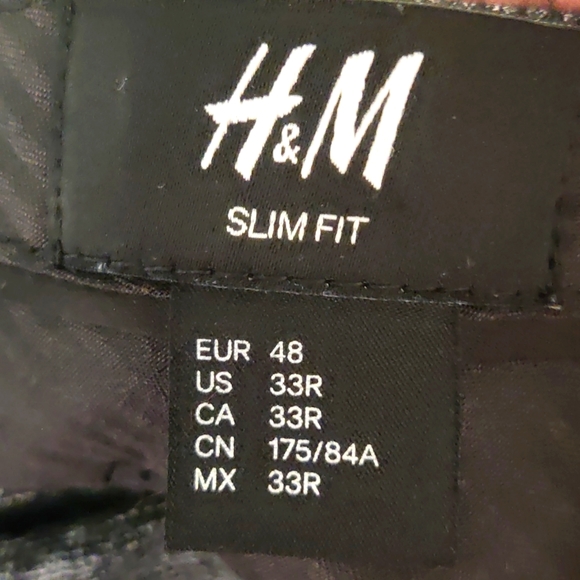 H&M
SLIM FIT
EUR 48
US 33R
CA 33R
CN 175/84A
MX 33R